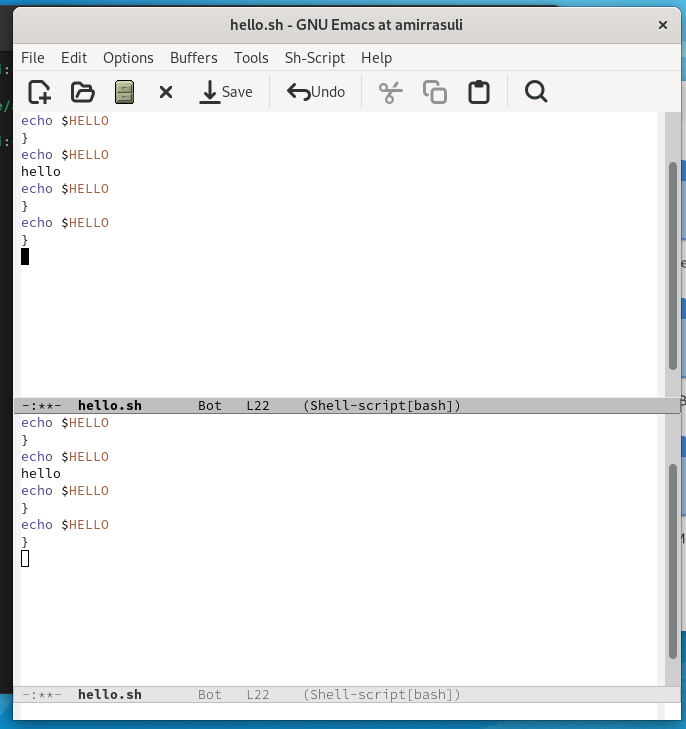 hello.sh - GNU Emacs at amirrasuli
File Edit Options Buffers Tools Sh-Script Help
Save Undo
echo $HELLO
}
echo $HELLO
hello
echo $HELLO
}
echo $HELLO
}
-:**- hello.sh Bot L22 (Shell-script[bash])
echo $HELLO
}
echo $HELLO
hello
echo $HELLO
}
echo $HELLO
}
-:**- hello.sh Bot L22 (Shell-script[bash])